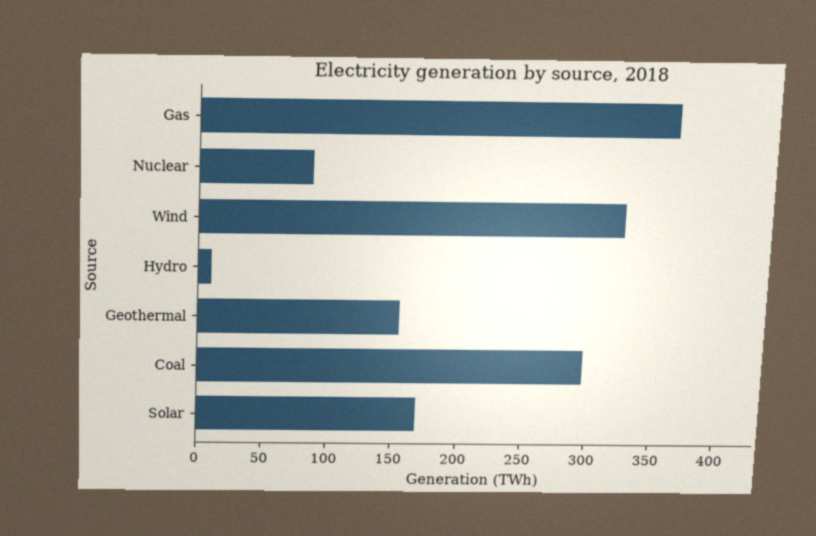 Electricity generation by source, 2018
Gas
Nuclear
Wind
Hydro
Geothermal
Coal
Solar
Source
0 50 100 150 200 250 300 350 400
Generation (TWh)